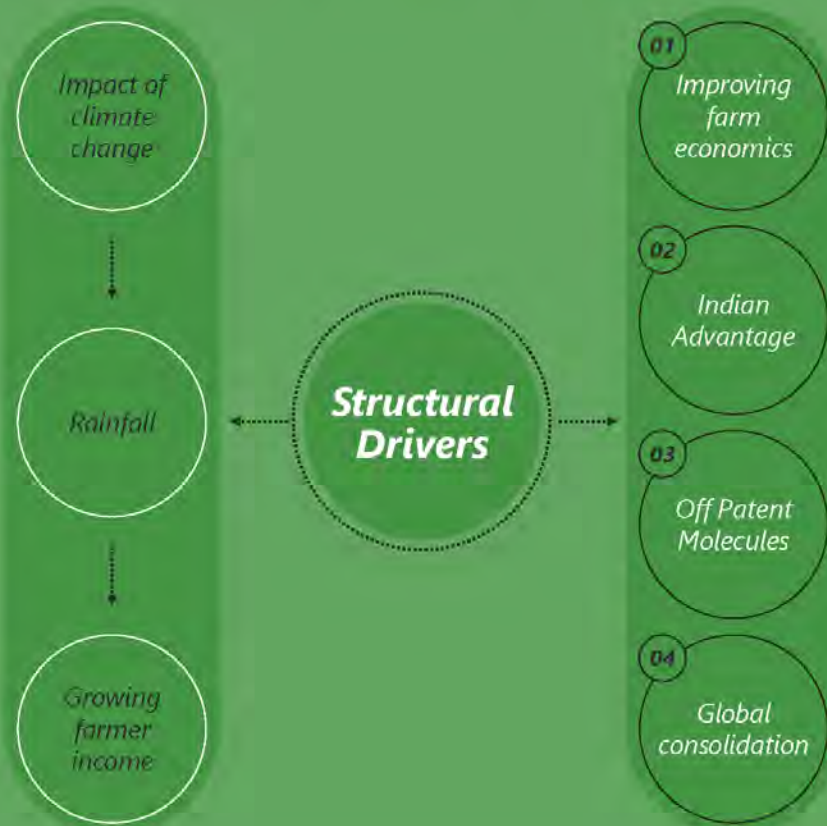 Impact of
climate
change
Rainfall
Growing
farmer
income
Structural
Drivers
01
Improving
farm
economics
02
Indian
Advantage
03
Off Patent
Molecules
04
Global
consolidation